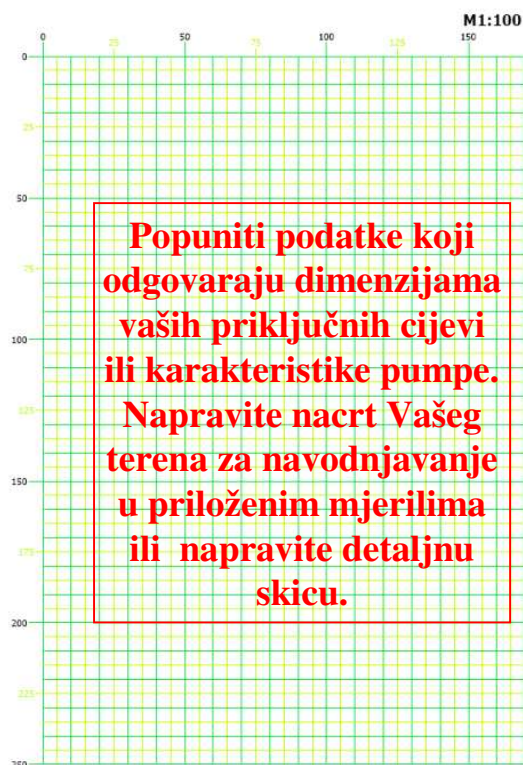 M1:100
0 25 50 75 100 125 150
0
25
50
Popuniti podatke koji
75
odgovaraju dimenzijama
vaših priključnih cijevi
100
ili karakteristike pumpe.
125
Napravite nacrt Vašeg
terena za navodnjavanje
150
u priloženim mjerilima
175
ili napravite detaljnu
skicu.
200
225
250